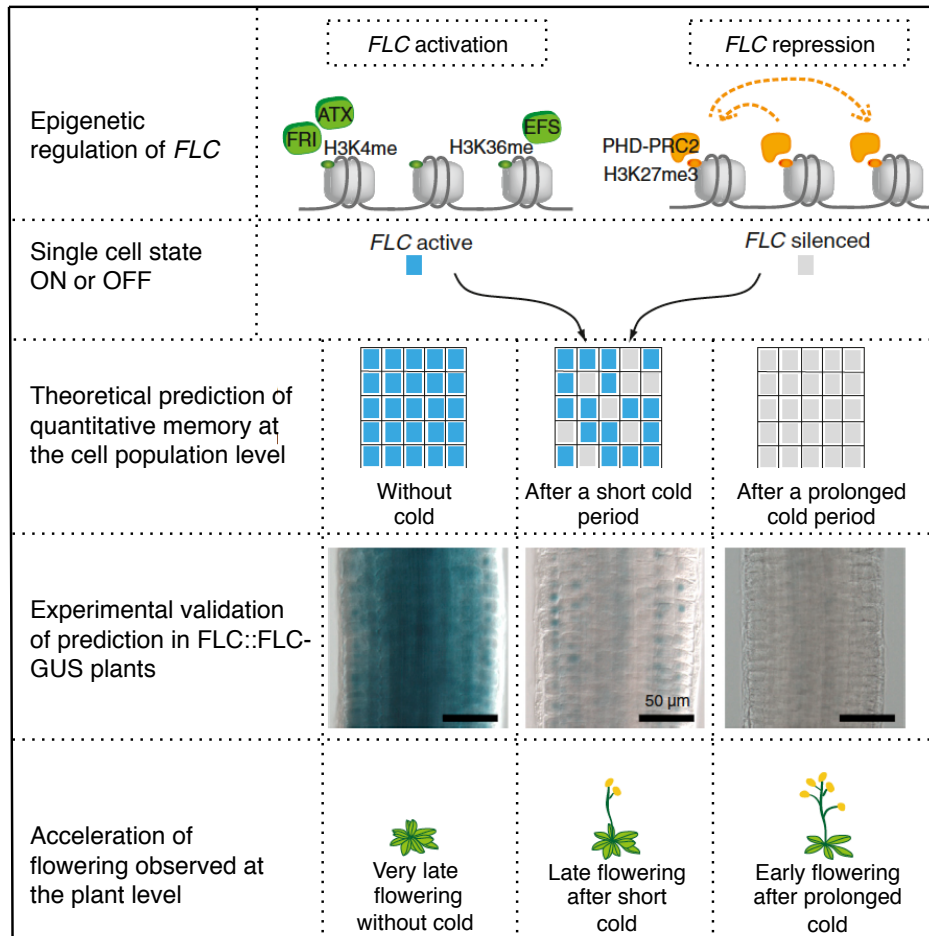 FLC activation
FLC repression
Epigenetic
regulation of FLC
ATX
FRI
H3K4me
EFS
H3K36me
PHD-PRC2
H3K27me3
Single cell state
ON or OFF
FLC active
FLC silenced
Theoretical prediction of
quantitative memory at
the cell population level
Without
cold
After a short cold
period
After a prolonged
cold period
Experimental validation
of prediction in FLC::FLC-
GUS plants
50 µm
Acceleration of
flowering observed at
the plant level
Very late
flowering
without cold
Late flowering
after short
cold
Early flowering
after prolonged
cold